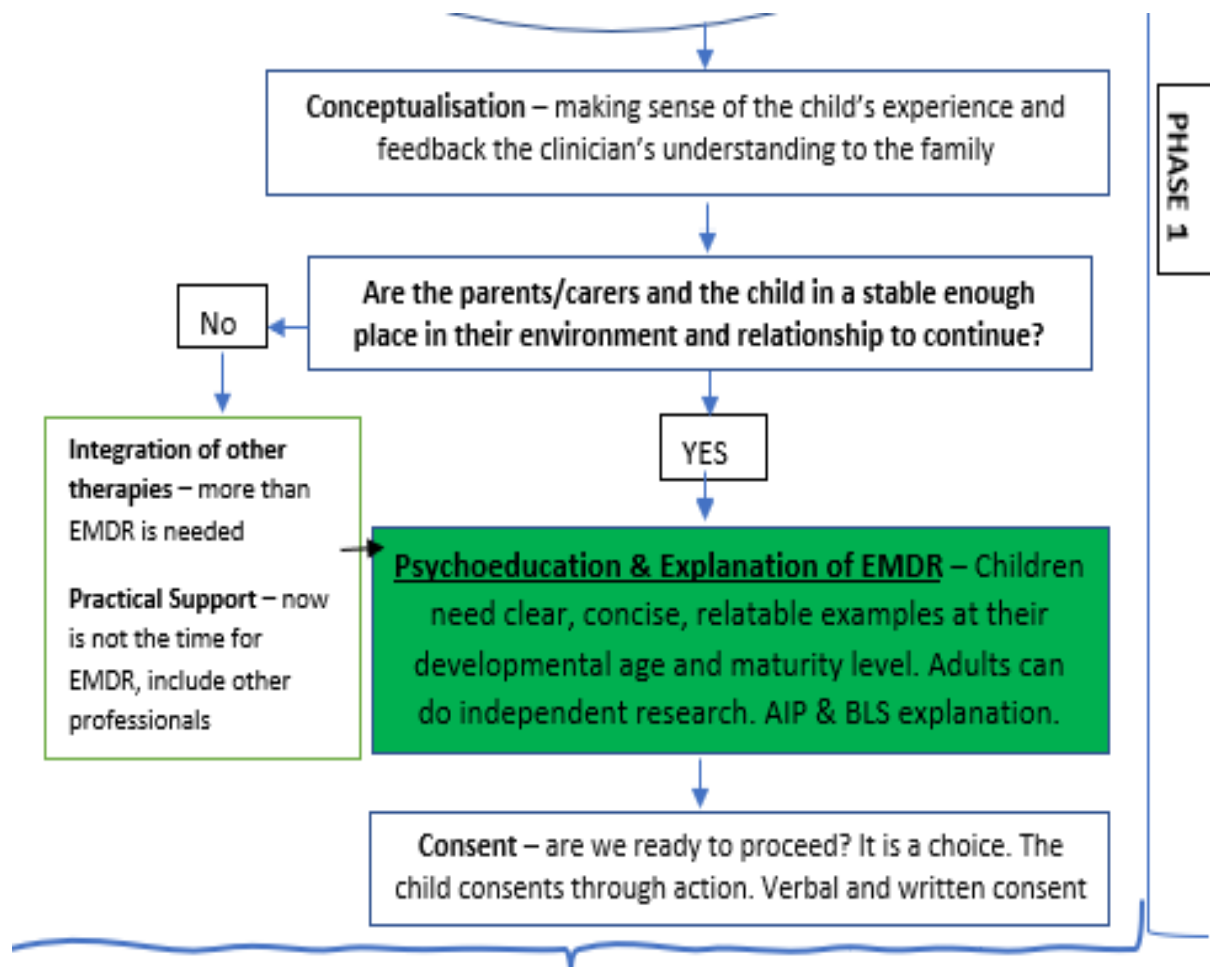 Conceptualisation – making sense of the child's experience and
feedback the clinician's understanding to the family
PHASE 1
Are the parents/carers and the child in a stable enough
place in their environment and relationship to continue?
No
YES
Integration of other
therapies – more than
EMDR is needed
Practical Support – now
is not the time for
EMDR, include other
professionals
Psychoeducation & Explanation of EMDR – Children
need clear, concise, relatable examples at their
developmental age and maturity level. Adults can
do independent research. AIP & BLS explanation.
Consent – are we ready to proceed? It is a choice. The
child consents through action. Verbal and written consent